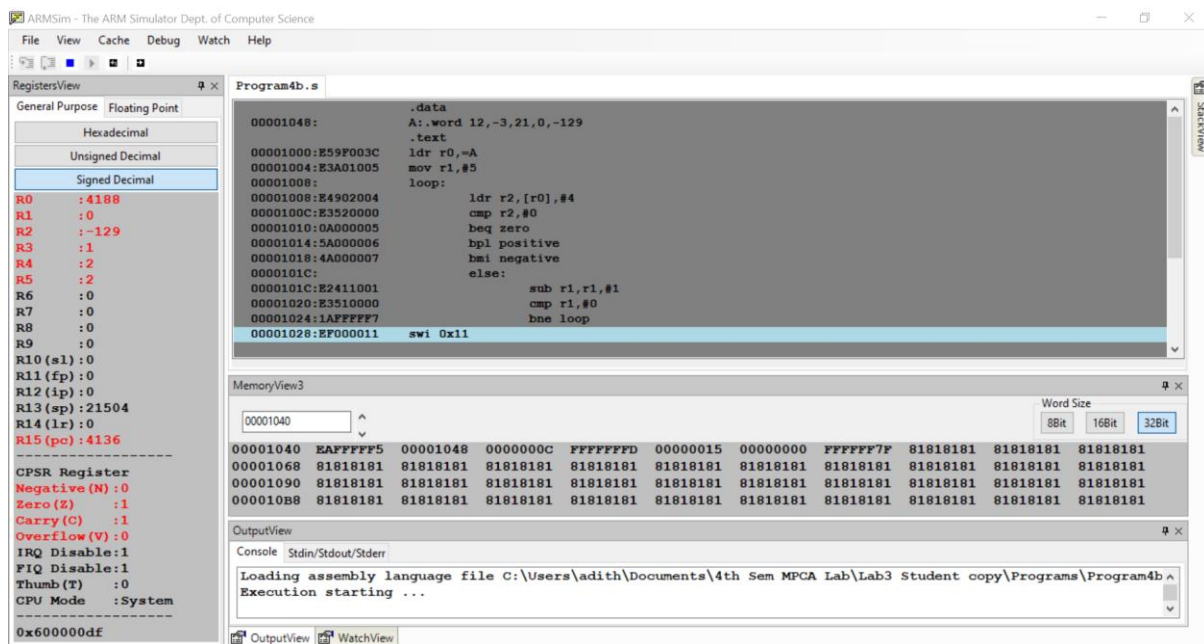 ARMSim - The ARM Simulator Dept. of Computer Science
File View Cache Debug Watch Help
RegistersView
General Purpose Floating Point
Hexadecimal
Unsigned Decimal
Signed Decimal
R0 :4188
R1 :0
R2 :-129
R3 :1
R4 :2
R5 :2
R6 :0
R7 :0
R8 :0
R9 :0
R10(sl):0
R11(fp):0
R12(ip):0
R13(sp):21504
R14(lr):0
R15(pc):4136
CPSR Register
Negative(N):0
Zero(Z) :1
Carry(C) :1
Overflow(V):0
IRQ Disable:1
FIQ Disable:1
Thumb(T) :0
CPU Mode :System
0x600000df
Program4b.s
.data
00001048: A:.word 12,-3,21,0,-129
.text
00001000:E59F003C ldr r0,=A
00001004:E3A01005 mov r1,#5
00001008: loop:
00001008:E4902004 ldr r2,[r0],#4
0000100C:E3520000 cmp r2,#0
00001010:0A000005 beq zero
00001014:5A000006 bpl positive
00001018:4A000007 bmi negative
0000101C: else:
0000101C:E2411001 sub r1,r1,#1
00001020:E3510000 cmp r1,#0
00001024:1AFFFFF7 bne loop
00001028:EF000011 swi 0x11
StackView
MemoryView3
00001040
Word Size
8Bit 16Bit 32Bit
00001040 EAFFFFF5 00001048 0000000C FFFFFFFD 00000015 00000000 FFFFFF7F 81818181 81818181 81818181
00001068 81818181 81818181 81818181 81818181 81818181 81818181 81818181 81818181 81818181 81818181
00001090 81818181 81818181 81818181 81818181 81818181 81818181 81818181 81818181 81818181 81818181
000010B8 81818181 81818181 81818181 81818181 81818181 81818181 81818181 81818181 81818181 81818181
OutputView
Console Stdin/Stdout/Stderr
Loading assembly language file C:\Users\adith\Documents\4th Sem MPCA Lab\Lab3 Student copy\Programs\Program4b
Execution starting ...
OutputView WatchView